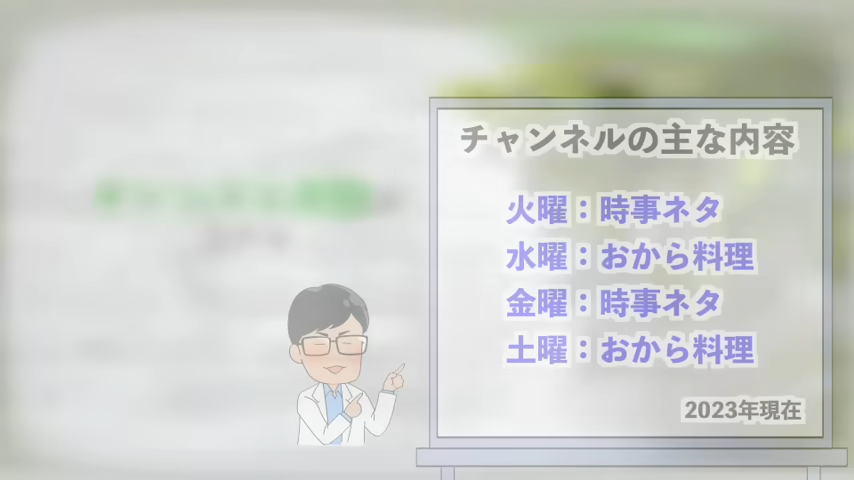 チャンネルの主な内容
火曜：時事ネタ
水曜：おから料理
金曜：時事ネタ
土曜：おから料理
2023年現在